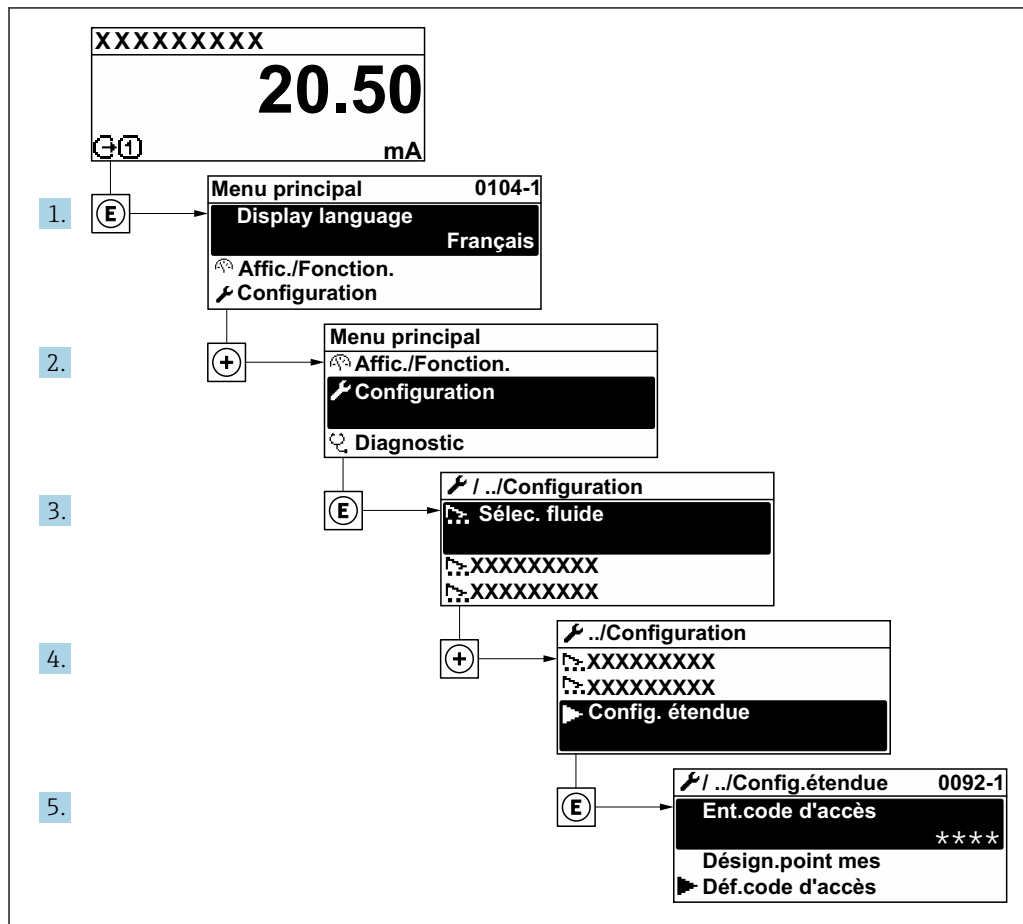 XXXXXXXXX
20.50
1 mA
1. E
Menu principal 0104-1
Display language
Français
Affic./Fonction.
Configuration
2. +
Menu principal
Affic./Fonction.
Configuration
Diagnostic
3. E
/ ../Configuration
Sélec. fluide
XXXXXXXXX
XXXXXXXXX
4. +
../Configuration
XXXXXXXXX
XXXXXXXXX
Config. étendue
5. E
/ ../Config.étendue 0092-1
Ent.code d'accès
****
Désign.point mes
Déf.code d'accès